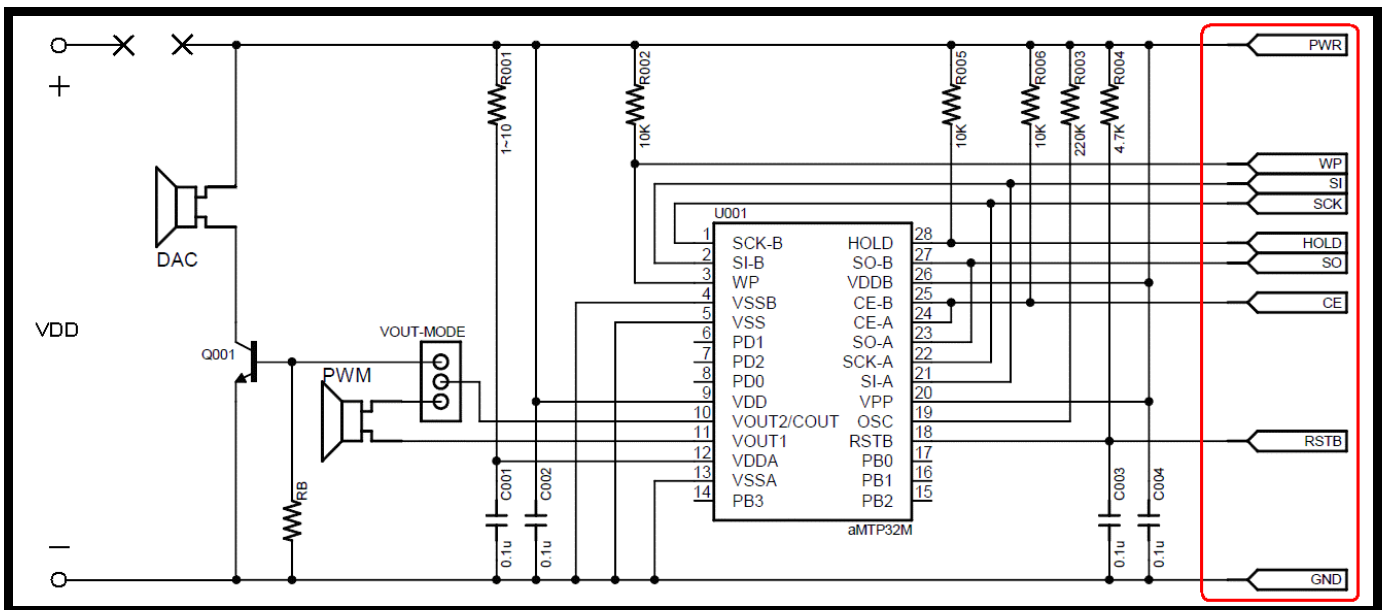 +
DAC
VDD
Q001
RB
−
PWM
VOUT-MODE
R001
1~10
R002
10K
R005
10K
R006
10K
R003
220K
R004
4.7K
C001
0.1u
C002
0.1u
C003
0.1u
C004
0.1u
U001
1 SCK-B HOLD 28
2 SI-B SO-B 27
3 WP VDDB 26
4 VSSB CE-B 25
5 VSS CE-A 24
6 PD1 SO-A 23
7 PD2 SCK-A 22
8 PD0 SI-A 21
9 VDD VPP 20
10 VOUT2/COUT OSC 19
11 VOUT1 RSTB 18
12 VDDA PB0 17
13 VSSA PB1 16
14 PB3 PB2 15
aMTP32M
PWR
WP
SI
SCK
HOLD
SO
CE
RSTB
GND